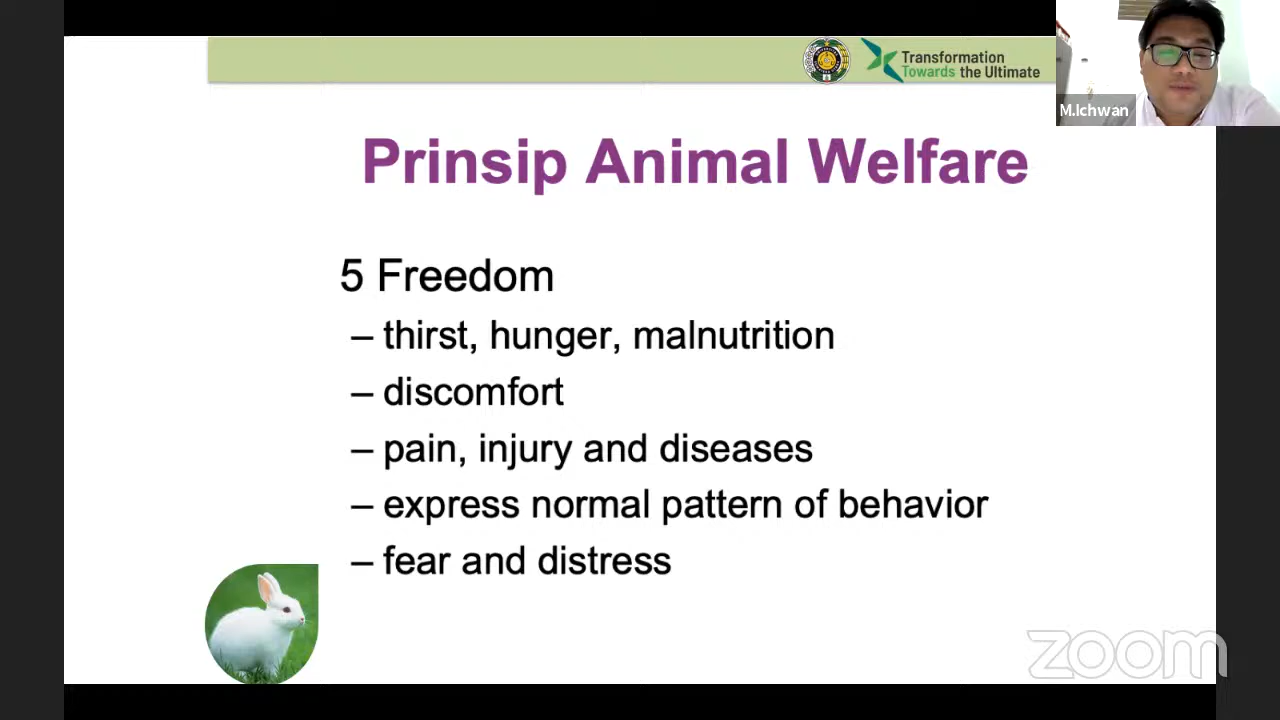 Transformation
Towards the Ultimate
M.Ichwan
Prinsip Animal Welfare
5 Freedom
– thirst, hunger, malnutrition
– discomfort
– pain, injury and diseases
– express normal pattern of behavior
– fear and distress
zoom